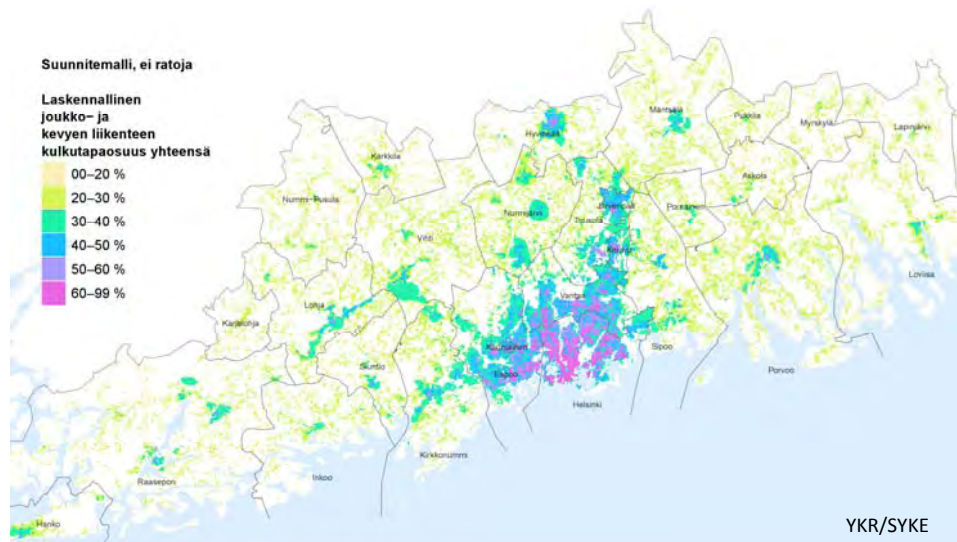 Suunnitemalli, ei ratoja
Laskennallinen
joukko– ja
kevyen liikenteen
kulkutapaosuus yhteensä
00–20 %
20–30 %
30–40 %
40–50 %
50–60 %
60–99 %
Mäntsälä
Hyvinkää
Pukkila
Myrskylä
Lapinjärvi
Karkkila
Askola
Nummi–Pusula
Järvenpää
Pornainen
Nurmijärvi
Tuusula
Vihti
Kerava
Loviisa
Vantaa
Lohja
Karjalohja
Kauniainen
Sipoo
Siuntio
Espoo
Porvoo
Helsinki
Kirkkonummi
Inkoo
Raasepori
Hanko
YKR/SYKE